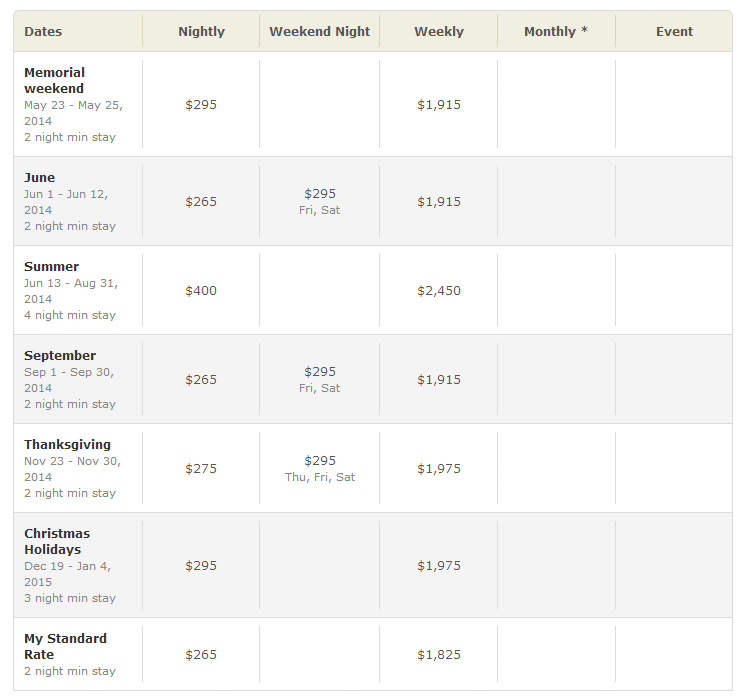 Dates Nightly Weekend Night Weekly Monthly * Event
Memorial
weekend
May 23 - May 25,
2014
2 night min stay
$295 $1,915
June
Jun 1 - Jun 12,
2014
2 night min stay
$265 $295 $1,915
Fri, Sat
Summer
Jun 13 - Aug 31,
2014
4 night min stay
$400 $2,450
September
Sep 1 - Sep 30,
2014
2 night min stay
$265 $295 $1,915
Fri, Sat
Thanksgiving
Nov 23 - Nov 30,
2014
2 night min stay
$275 $295 $1,975
Thu, Fri, Sat
Christmas
Holidays
Dec 19 - Jan 4,
2015
3 night min stay
$295 $1,975
My Standard
Rate
2 night min stay
$265 $1,825